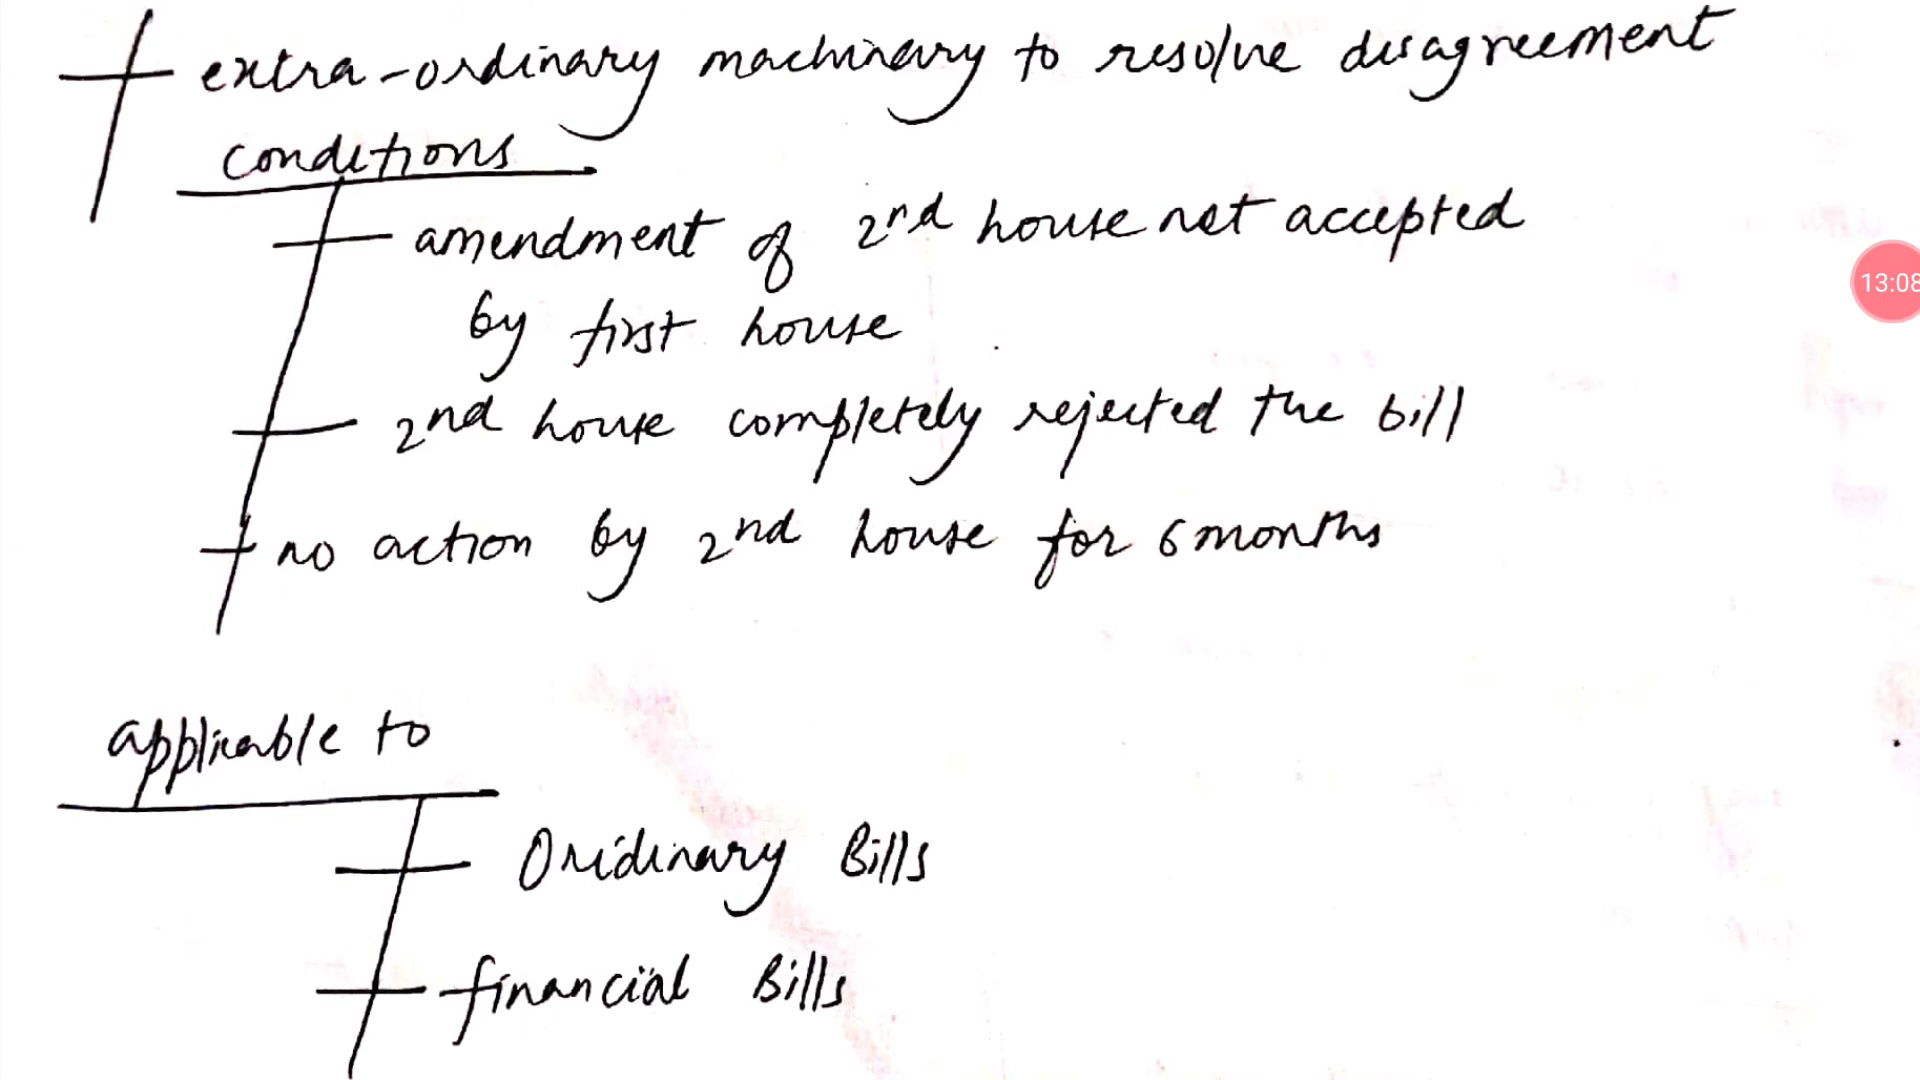 extra-ordinary machinary to resolve disagreement
conditions
amendment of 2nd house not accepted
by first house
13:08
2nd house completely rejected the bill
no action by 2nd house for 6 months
applicable to
Oridinary Bills
financial Bills